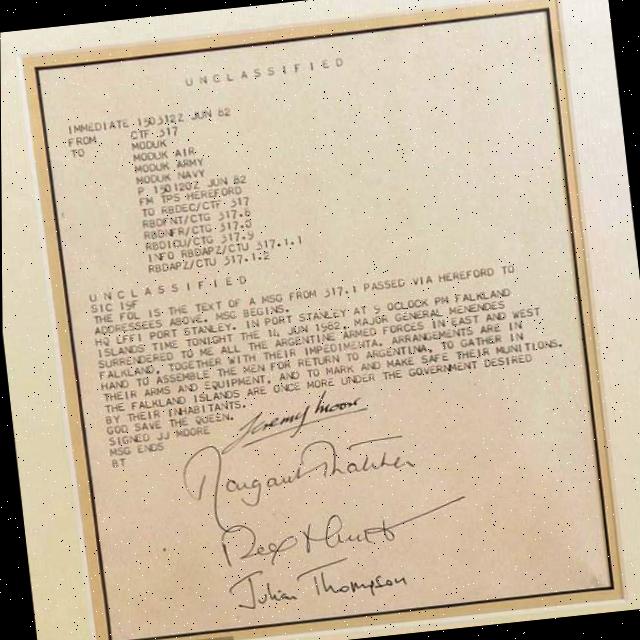 UNCLASSIFIED
IMMEDIATE 150312Z JUN 82
FROM CTF 317
TO MODUK
MODUK AIR
MODUK ARMY
MODUK NAVY
P 150120Z JUN 82
FM TPS HEREFORD
TO RBDEC/CTF 317
RBDFNT/CTG 317.8
RBDNFR/CTG 317.0
RBDICU/CTG 317.9
INFO RBDAPZ/CTU 317.1.1
RBDAPZ/CTU 317.1.2
UNCLASSIFIED
SIC 19F
THE FOL IS THE TEXT OF A MSG FROM 317.1 PASSED VIA HEREFORD TO
ADDRESSEES ABOVE. MSG BEGINS.
HQ LFFI PORT STANLEY. IN PORT STANLEY AT 9 OCLOCK PM FALKLAND
ISLANDS TIME TONIGHT THE 14 JUN 1982, MAJOR GENERAL MENENDES
SURRENDERED TO ME ALL THE ARGENTINE ARMED FORCES IN EAST AND WEST
FALKLAND, TOGETHER WITH THEIR IMPEDIMENTA. ARRANGEMENTS ARE IN
HAND TO ASSEMBLE THE MEN FOR RETURN TO ARGENTINA, TO GATHER IN
THEIR ARMS AND EQUIPMENT, AND TO MARK AND MAKE SAFE THEIR MUNITIONS.
THE FALKLAND ISLANDS ARE ONCE MORE UNDER THE GOVERNMENT DESIRED
BY THEIR INHABITANTS.
GOD SAVE THE QUEEN.
SIGNED JJ MOORE
MSG ENDS
BT
Jeremy Moore
Margaret Thatcher
Rex Hunt
Julian Thompson